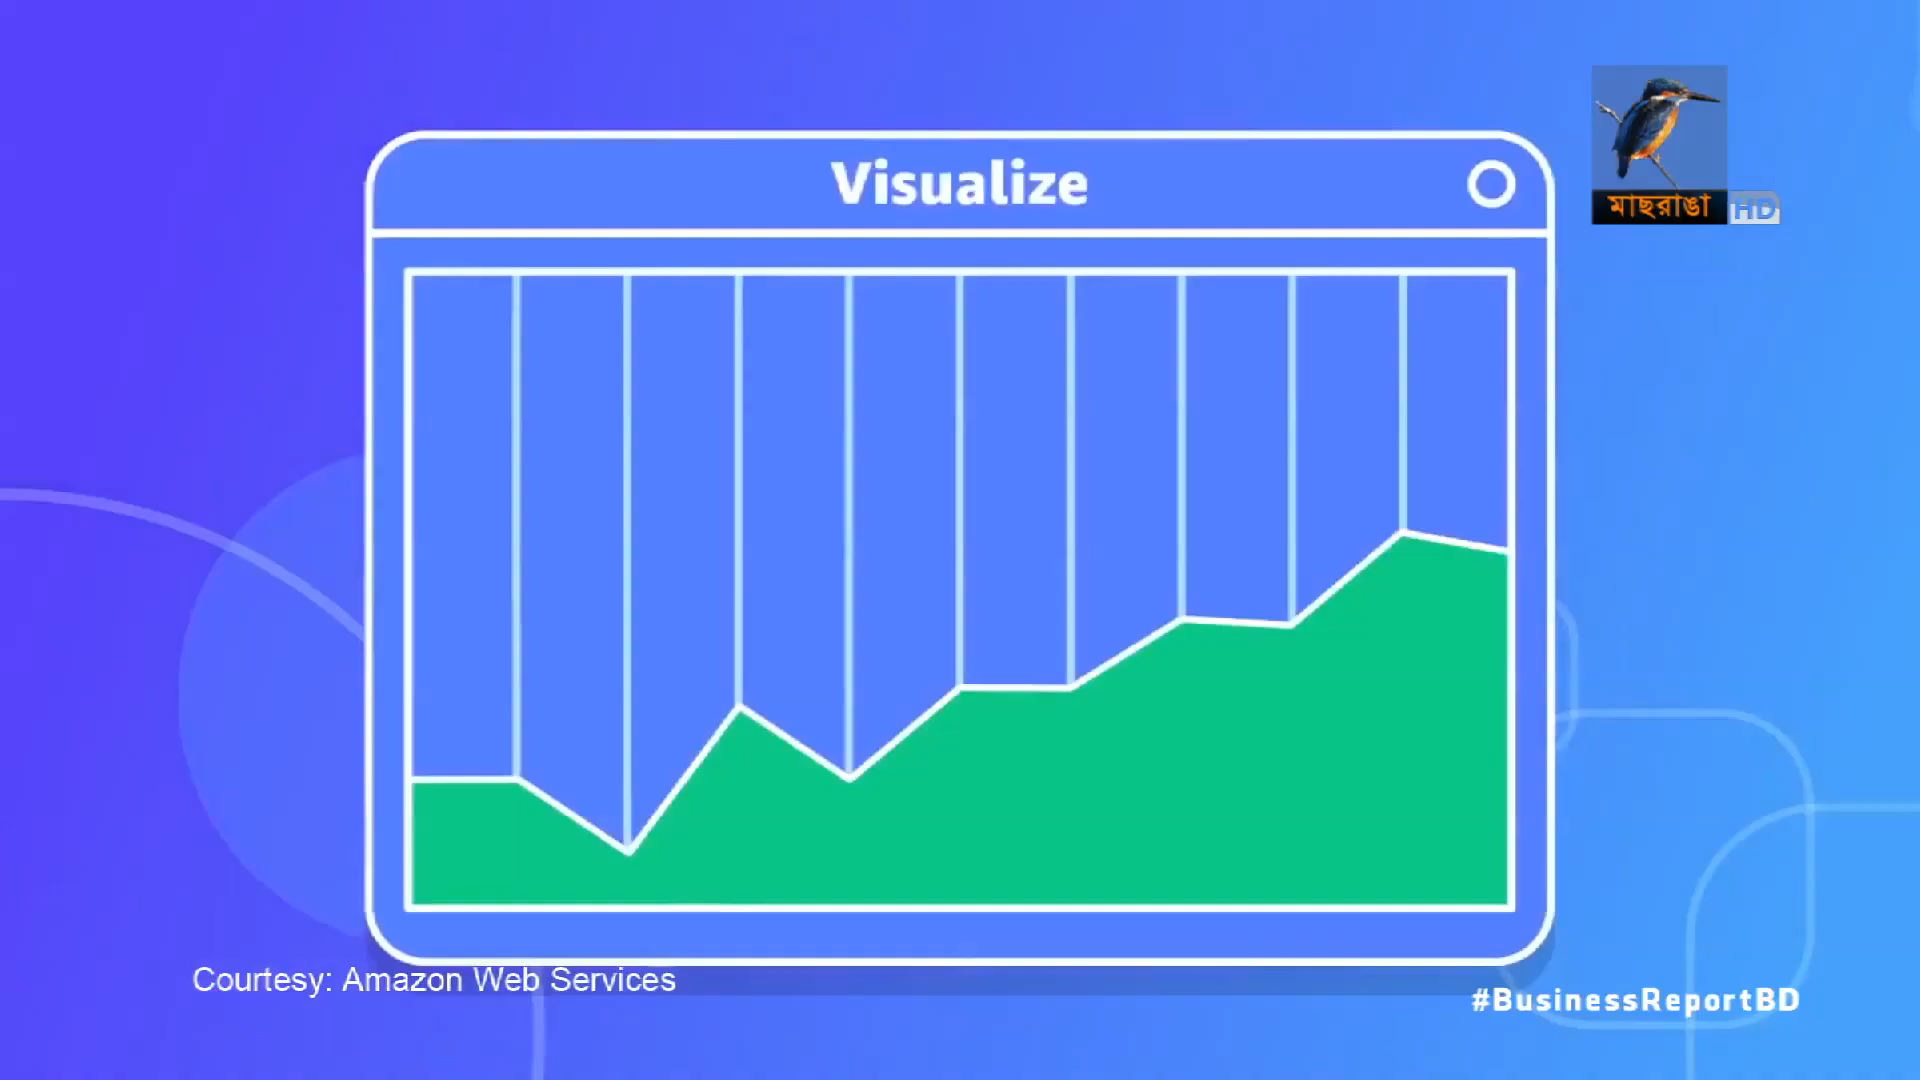 Visualize
মাছরাঙা
HD
Courtesy: Amazon Web Services
#BusinessReportBD